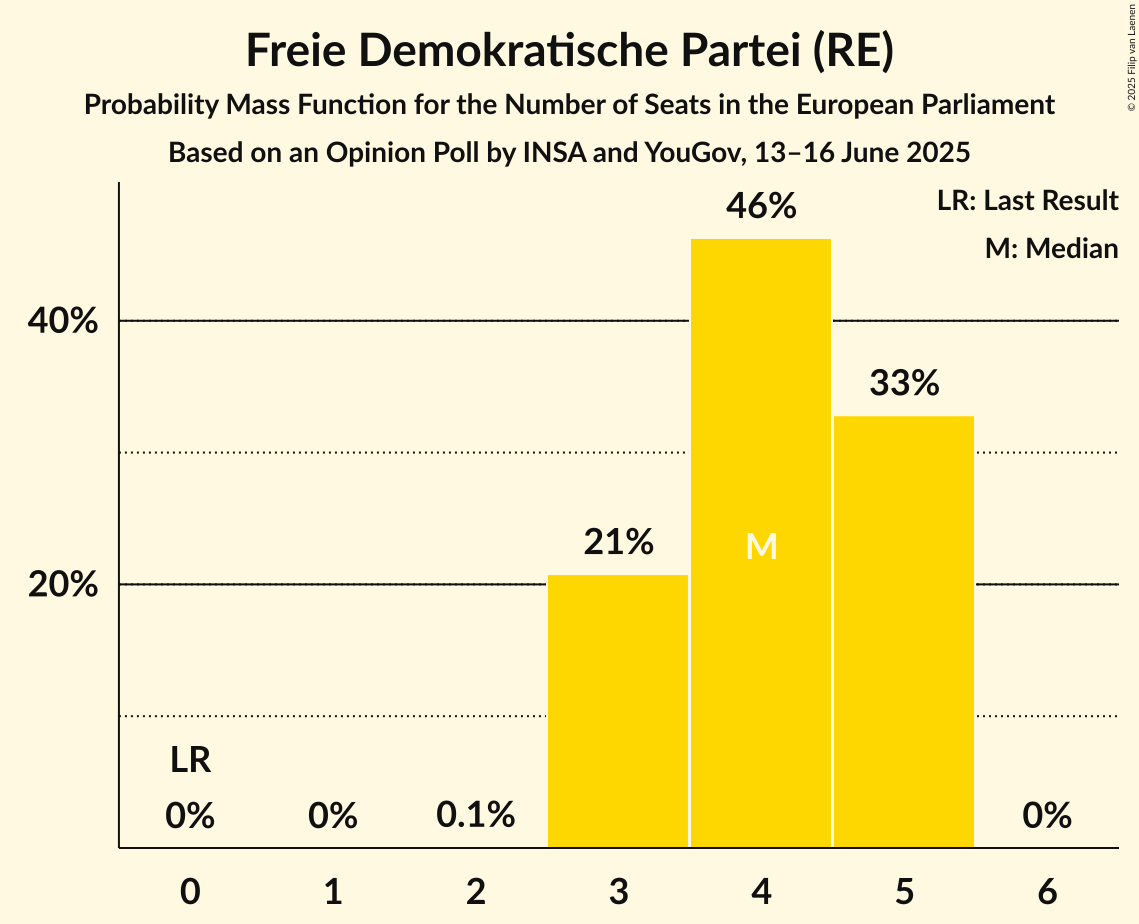 Freie Demokratische Partei (RE)
Probability Mass Function for the Number of Seats in the European Parliament
Based on an Opinion Poll by INSA and YouGov, 13–16 June 2025
© 2025 Filip van Laenen
LR: Last Result
M: Median
46%
40%
33%
21%
M
20%
LR
0%
0%
0.1%
0%
0
1
2
3
4
5
6